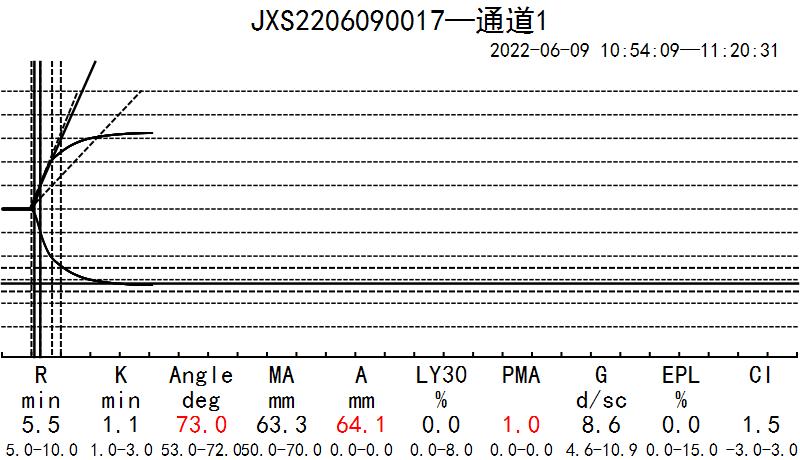 JXS2206090017—通道1
2022-06-09 10:54:09—11:20:31
R K Angle MA A LY30 PMA G EPL CI
min min deg mm mm % d/sc %
5.5 1.1 73.0 63.3 64.1 0.0 1.0 8.6 0.0 1.5
5.0-10.0 1.0-3.0 53.0-72.0 50.0-70.0 0.0-0.0 0.0-8.0 0.0-0.0 4.6-10.9 0.0-15.0 -3.0-3.0